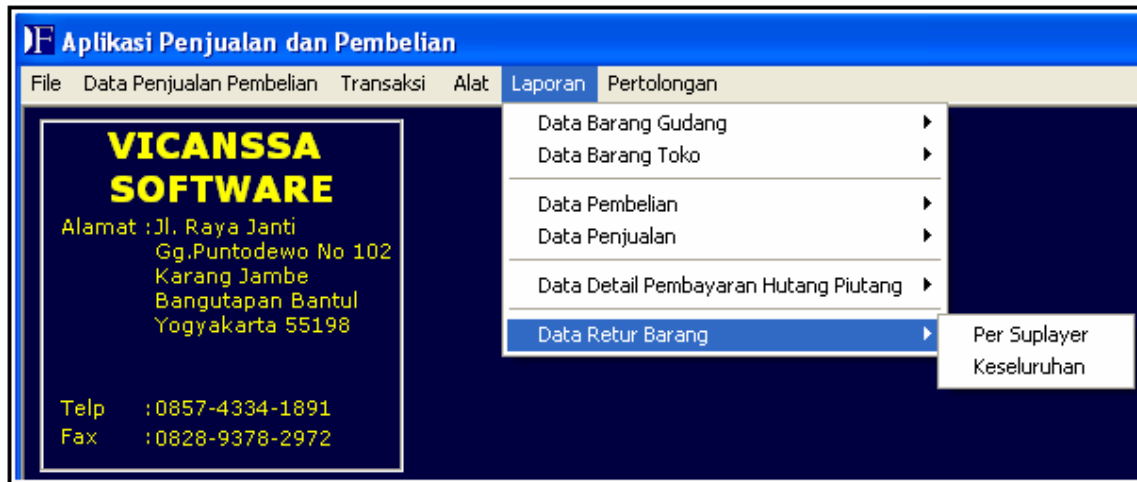 Aplikasi Penjualan dan Pembelian
File Data Penjualan Pembelian Transaksi Alat Laporan Pertolongan
VICANSSA
SOFTWARE
Alamat :Jl. Raya Janti
Gg.Puntodewo No 102
Karang Jambe
Bangutapan Bantul
Yogyakarta 55198
Telp :0857-4334-1891
Fax :0828-9378-2972
Data Barang Gudang
Data Barang Toko
Data Pembelian
Data Penjualan
Data Detail Pembayaran Hutang Piutang
Data Retur Barang
Per Suplayer
Keseluruhan